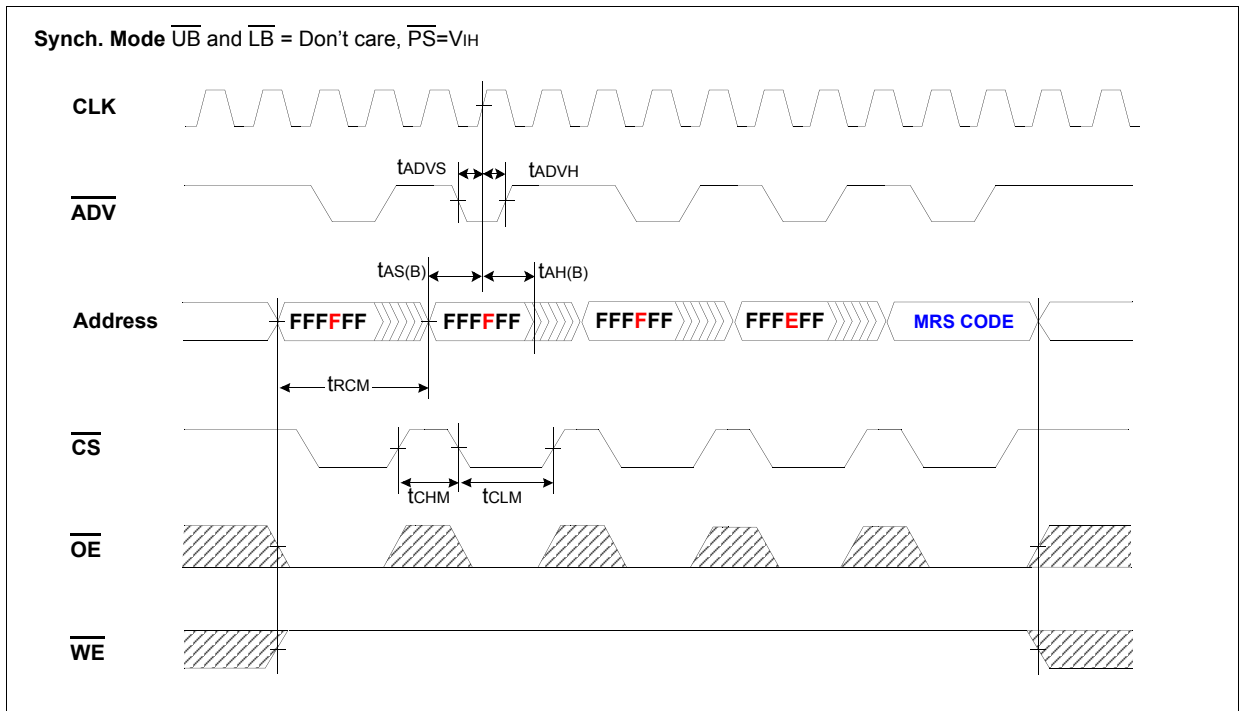 Synch. Mode UB and LB = Don't care, PS=VIH
CLK
tADVS tADVH
ADV
tAS(B) tAH(B)
Address FFFFFF FFFFFF FFFFFF FFFEFF MRS CODE
tRCM
CS
tCHM tCLM
OE
WE